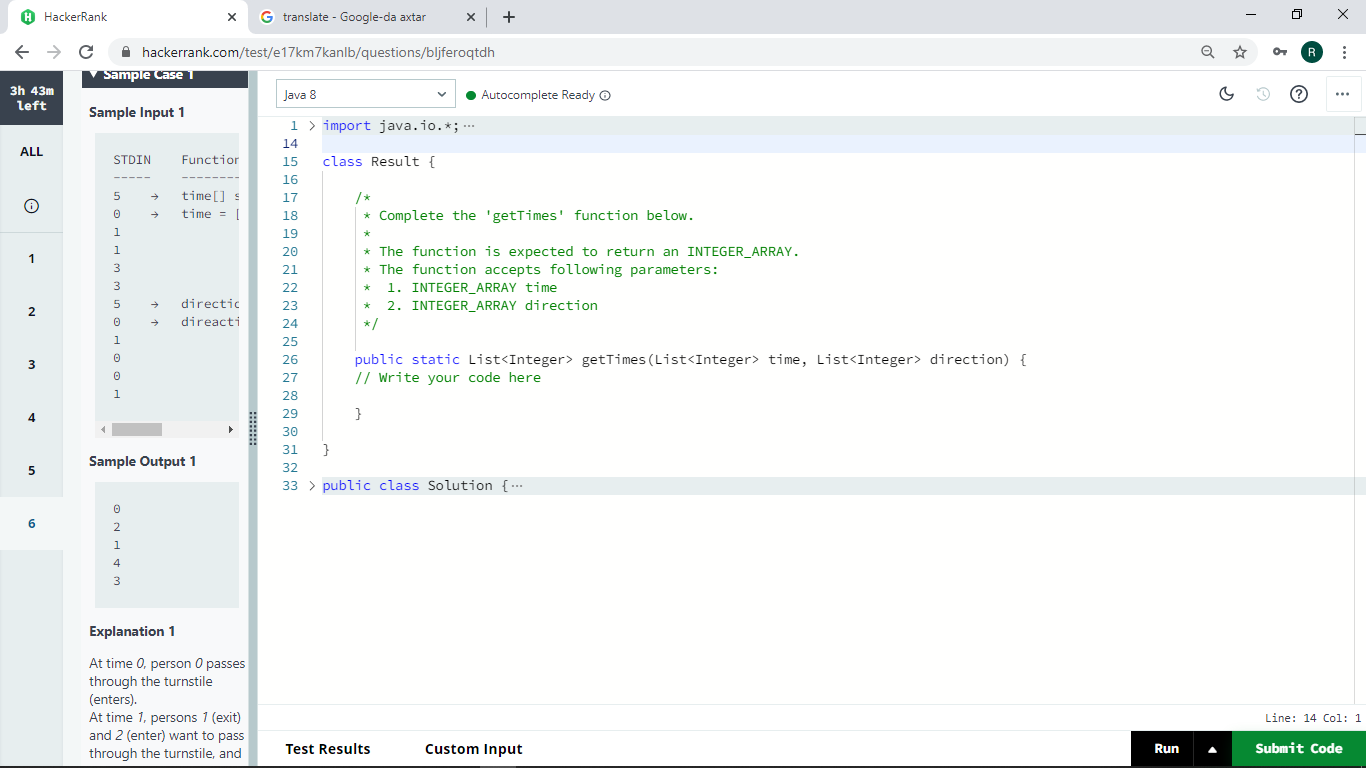 HackerRank
translate - Google-da axtar
hackerrank.com/test/e17km7kanlb/questions/bljferoqtdh
R
3h 43m
left
ALL
1
2
3
4
5
6
▼ Sample Case 1
Sample Input 1
STDIN Function
----- --------
5 → time[] s
0 → time = [
1
1
3
3
5 → directio
0 → direacti
1
0
0
1
Sample Output 1
0
2
1
4
3
Explanation 1
At time 0, person 0 passes
through the turnstile
(enters).
At time 1, persons 1 (exit)
and 2 (enter) want to pass
through the turnstile, and
Java 8
Autocomplete Ready
1 import java.io.*;
14
15 class Result {
16
17 /*
18 * Complete the 'getTimes' function below.
19 *
20 * The function is expected to return an INTEGER_ARRAY.
21 * The function accepts following parameters:
22 * 1. INTEGER_ARRAY time
23 * 2. INTEGER_ARRAY direction
24 */
25
26 public static List<Integer> getTimes(List<Integer> time, List<Integer> direction) {
27 // Write your code here
28
29 }
30
31 }
32
33 public class Solution {
Line: 14 Col: 1
Test Results
Custom Input
Run
Submit Code